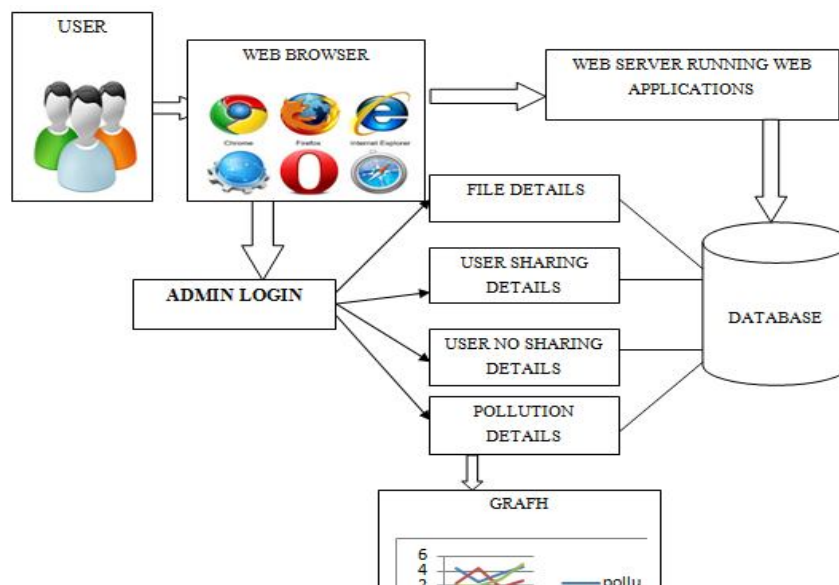 USER
WEB BROWSER
Chrome
Firefox
Internet Explorer
WEB SERVER RUNNING WEB
APPLICATIONS
FILE DETAILS
USER SHARING
DETAILS
ADMIN LOGIN
DATABASE
USER NO SHARING
DETAILS
POLLUTION
DETAILS
GRAFH
6
4
2
pollu